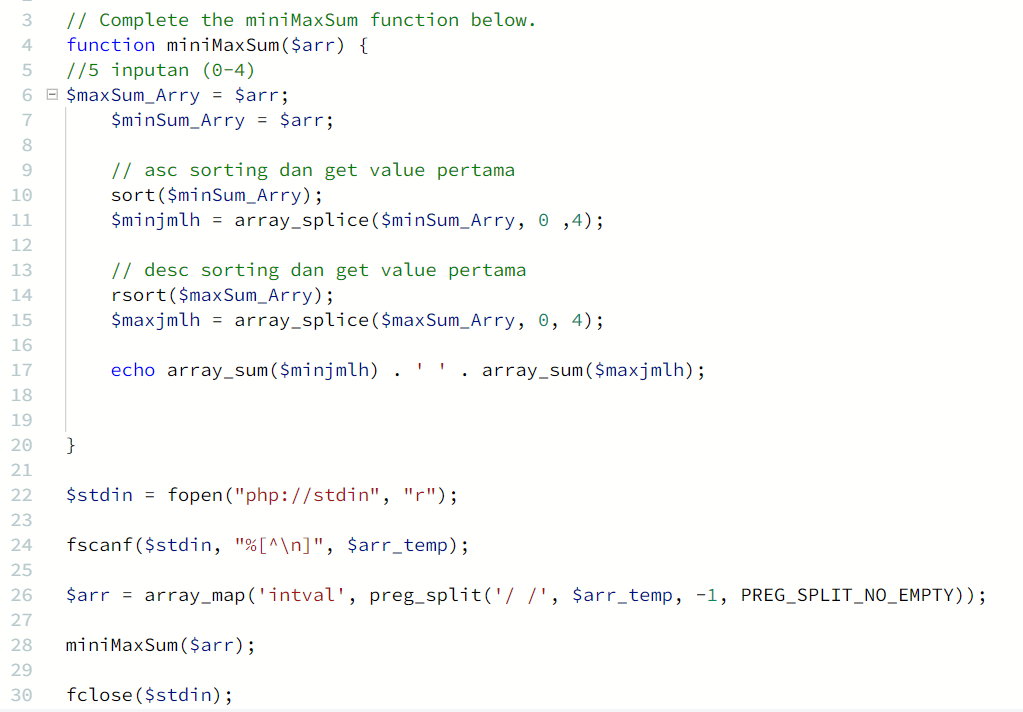 3 // Complete the miniMaxSum function below.
4 function miniMaxSum($arr) {
5 //5 inputan (0-4)
6 $maxSum_Arry = $arr;
7 $minSum_Arry = $arr;
8
9 // asc sorting dan get value pertama
10 sort($minSum_Arry);
11 $minjmlh = array_splice($minSum_Arry, 0 ,4);
12
13 // desc sorting dan get value pertama
14 rsort($maxSum_Arry);
15 $maxjmlh = array_splice($maxSum_Arry, 0, 4);
16
17 echo array_sum($minjmlh) . ' ' . array_sum($maxjmlh);
18
19
20 }
21
22 $stdin = fopen("php://stdin", "r");
23
24 fscanf($stdin, "%[^\n]", $arr_temp);
25
26 $arr = array_map('intval', preg_split('/ /', $arr_temp, -1, PREG_SPLIT_NO_EMPTY));
27
28 miniMaxSum($arr);
29
30 fclose($stdin);